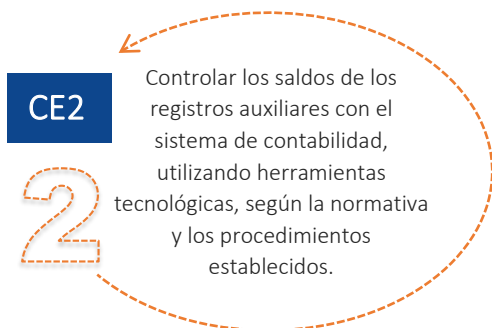 CE2
2
Controlar los saldos de los
registros auxiliares con el
sistema de contabilidad,
utilizando herramientas
tecnológicas, según la normativa
y los procedimientos
establecidos.